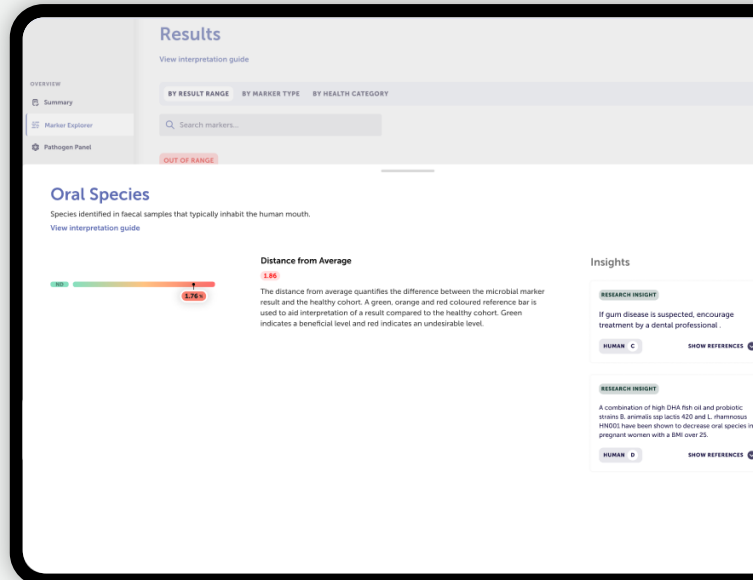 Results
View interpretation guide
OVERVIEW
Summary
Marker Explorer
Pathogen Panel
BY RESULT RANGE BY MARKER TYPE BY HEALTH CATEGORY
Search markers...
OUT OF RANGE
Oral Species
Species identified in faecal samples that typically inhabit the human mouth.
View interpretation guide
ND
1.76 %
Distance from Average
1.86
The distance from average quantifies the difference between the microbial marker
result and the healthy cohort. A green, orange and red coloured reference bar is
used to aid interpretation of a result compared to the healthy cohort. Green
indicates a beneficial level and red indicates an undesirable level.
Insights
RESEARCH INSIGHT
If gum disease is suspected, encourage
treatment by a dental professional .
HUMAN C SHOW REFERENCES
RESEARCH INSIGHT
A combination of high DHA fish oil and probiotic
strains B. animalis ssp lactis 420 and L. rhamnosus
HN001 have been shown to decrease oral species in
pregnant women with a BMI over 25.
HUMAN D SHOW REFERENCES